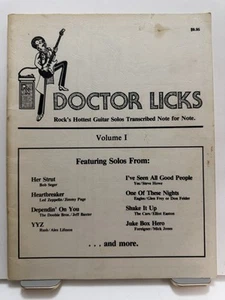 $9.95
DOCTOR LICKS
Rock's Hottest Guitar Solos Transcribed Note for Note.
Volume I
Featuring Solos From:
Her Strut
Bob Seger
Heartbreaker
Led Zeppelin/Jimmy Page
Dependin' On You
The Doobie Bros./Jeff Baxter
YYZ
Rush/Alex Lifeson
I've Seen All Good People
Yes/Steve Howe
One Of These Nights
Eagles/Glen Frey or Don Felder
Shake It Up
The Cars/Elliot Easton
Juke Box Hero
Foreigner/Mick Jones
. . . and more.